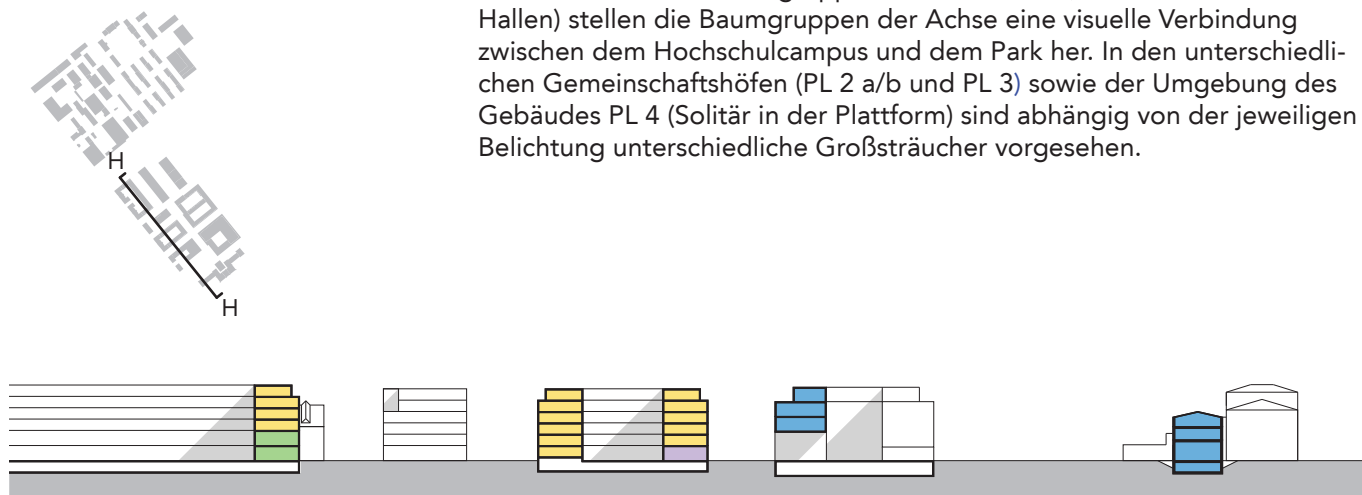 Hallen) stellen die Baumgruppen der Achse eine visuelle Verbindung
zwischen dem Hochschulcampus und dem Park her. In den unterschiedli-
chen Gemeinschaftshöfen (PL 2 a/b und PL 3) sowie der Umgebung des
Gebäudes PL 4 (Solitär in der Plattform) sind abhängig von der jeweiligen
Belichtung unterschiedliche Großsträucher vorgesehen.
H
H